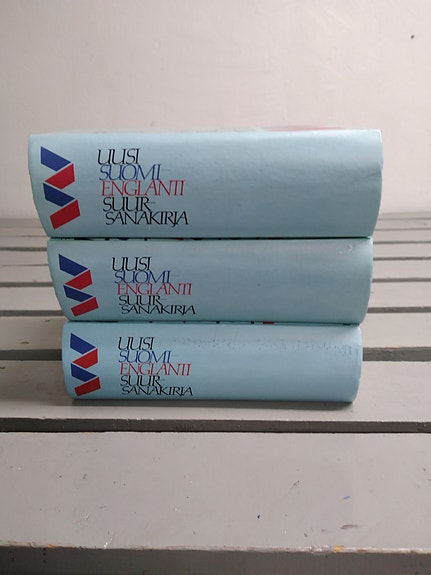 UUSI
SUOMI
ENGLANTI
SUUR-
SANAKIRJA
UUSI
SUOMI
ENGLANTI
SUUR-
SANAKIRJA
UUSI
SUOMI
ENGLANTI
SUUR-
SANAKIRJA